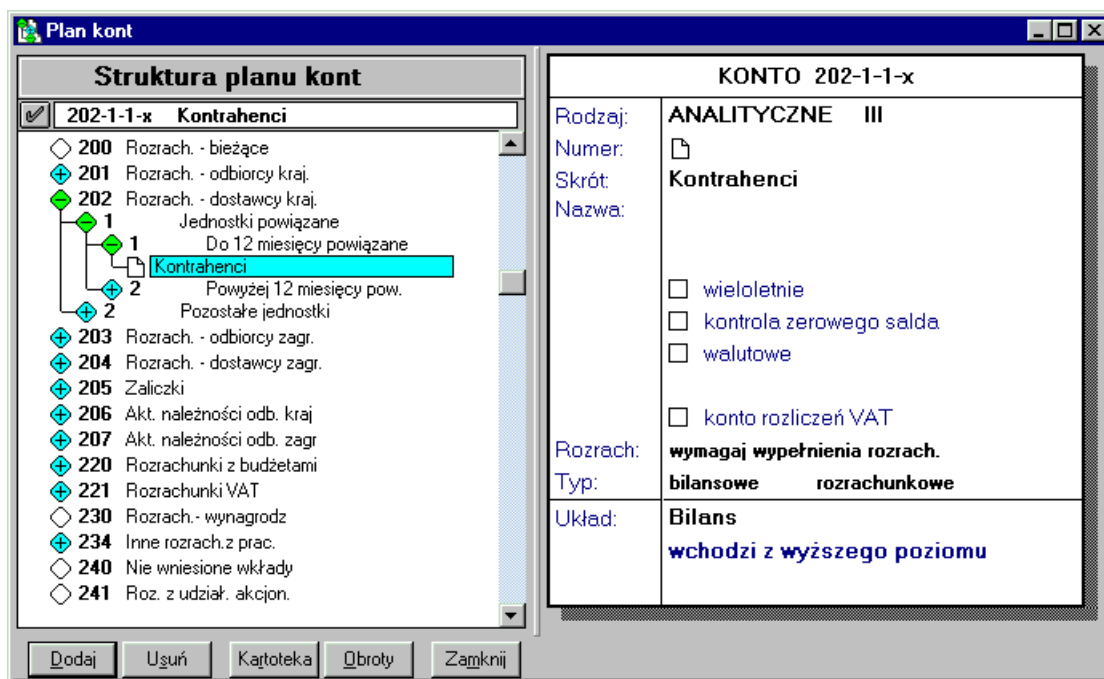 Plan kont
Struktura planu kont
202-1-1-x Kontrahenci
200 Rozrach. - bieżące
201 Rozrach. - odbiorcy kraj.
202 Rozrach. - dostawcy kraj.
1 Jednostki powiązane
1 Do 12 miesięcy powiązane
Kontrahenci
2 Powyżej 12 miesięcy pow.
2 Pozostałe jednostki
203 Rozrach. - odbiorcy zagr.
204 Rozrach. - dostawcy zagr.
205 Zaliczki
206 Akt. należności odb. kraj
207 Akt. należności odb. zagr
220 Rozrachunki z budżetami
221 Rozrachunki VAT
230 Rozrach.- wynagrodz
234 Inne rozrach.z prac.
240 Nie wniesione wkłady
241 Roz. z udział. akcjon.
Dodaj Usuń Kartoteka Obroty Zamknij
KONTO 202-1-1-x
Rodzaj: ANALITYCZNE III
Numer:
Skrót: Kontrahenci
Nazwa:
wieloletnie
kontrola zerowego salda
walutowe
konto rozliczeń VAT
Rozrach: wymagaj wypełnienia rozrach.
Typ: bilansowe rozrachunkowe
Układ: Bilans
wchodzi z wyższego poziomu